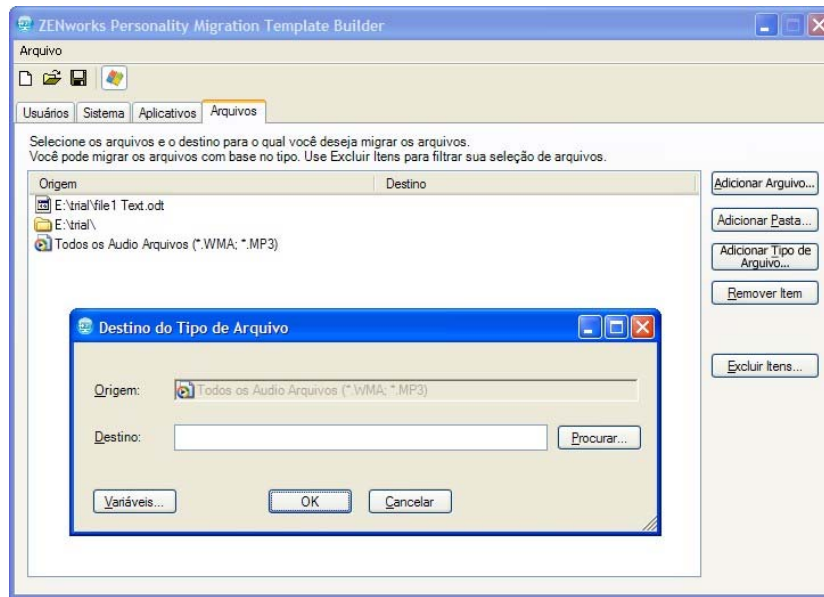 ZENworks Personality Migration Template Builder
Arquivo
Usuários Sistema Aplicativos Arquivos
Selecione os arquivos e o destino para o qual você deseja migrar os arquivos.
Você pode migrar os arquivos com base no tipo. Use Excluir Itens para filtrar sua seleção de arquivos.
Origem Destino
E:\trial\file1 Text.odt
E:\trial\
Todos os Audio Arquivos (*.WMA; *.MP3)
Adicionar Arquivo...
Adicionar Pasta...
Adicionar Tipo de
Arquivo...
Remover Item
Excluir Itens...
Destino do Tipo de Arquivo
Origem: Todos os Audio Arquivos (*.WMA; *.MP3)
Destino: Procurar...
Variáveis... OK Cancelar